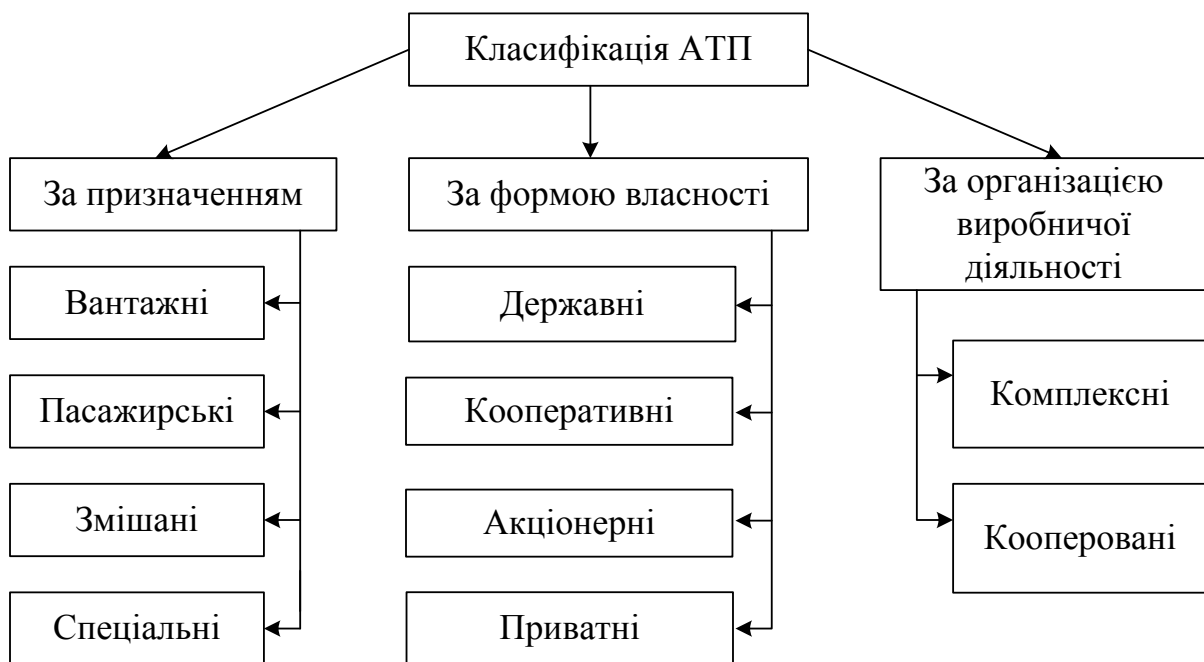 Класифікація АТП
За призначенням
Вантажні
Пасажирські
Змішані
Спеціальні
За формою власності
Державні
Кооперативні
Акціонерні
Приватні
За організацією
виробничої
діяльності
Комплексні
Кооперовані